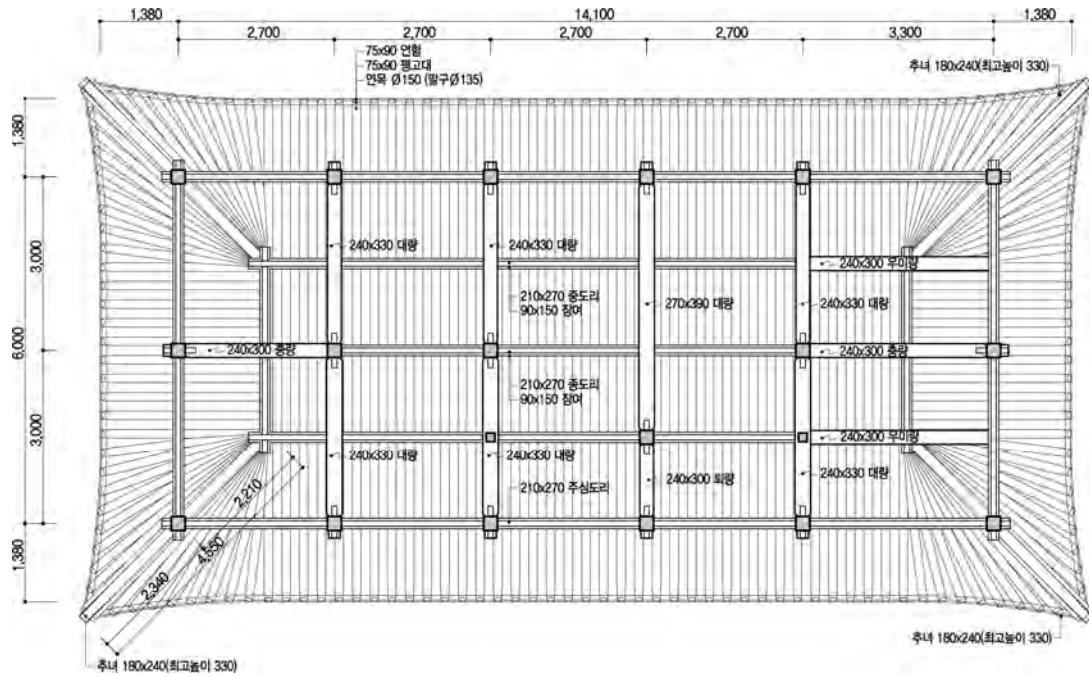 1,380
14,100
1,380
2,700
2,700
2,700
2,700
3,300
75x90 연함
75x90 평고대
연목 Ø150 (말구Ø135)
추녀 180x240(최고높이 330)
1,380
3,000
6,000
3,000
1,380
240x330 대량
240x330 대량
240x300 우미량
210x270 중도리
90x150 장여
270x390 대량
240x330 대량
240x300 충량
240x300 충량
210x270 중도리
90x150 장여
240x300 우미량
240x330 대량
240x330 대량
240x300 퇴량
240x330 대량
210x270 주심도리
2,210
4,550
2,340
추녀 180x240(최고높이 330)
추녀 180x240(최고높이 330)